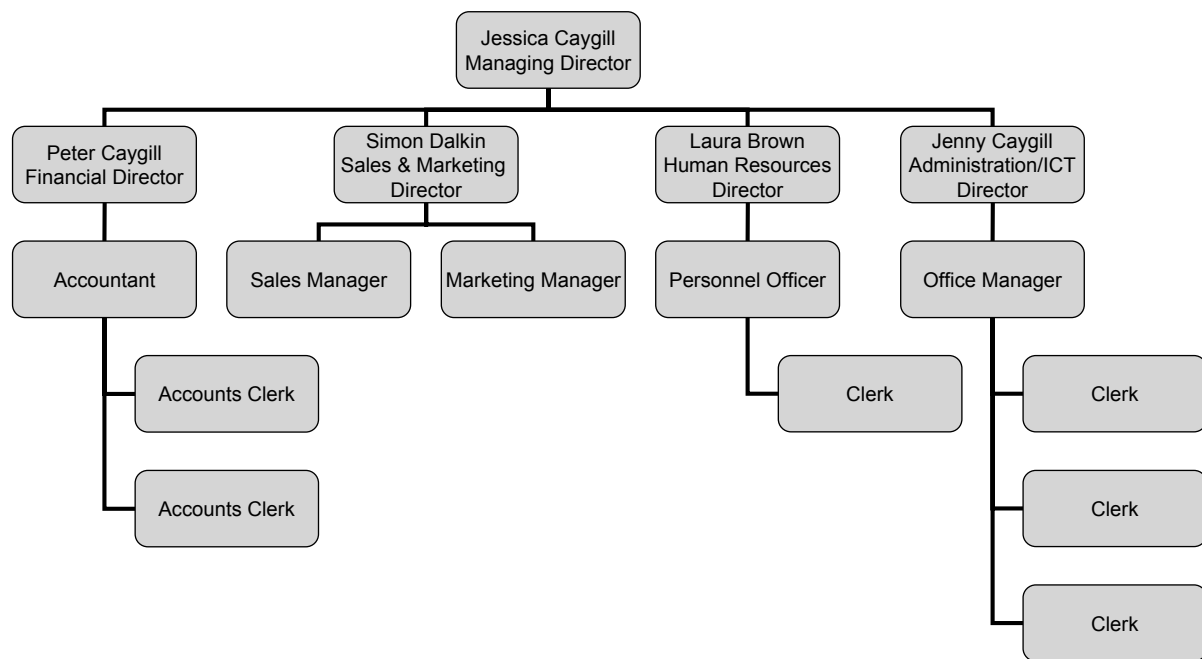 Jessica Caygill
Managing Director
Peter Caygill
Financial Director
Simon Dalkin
Sales & Marketing
Director
Laura Brown
Human Resources
Director
Jenny Caygill
Administration/ICT
Director
Accountant
Sales Manager
Marketing Manager
Personnel Officer
Office Manager
Accounts Clerk
Clerk
Clerk
Accounts Clerk
Clerk
Clerk